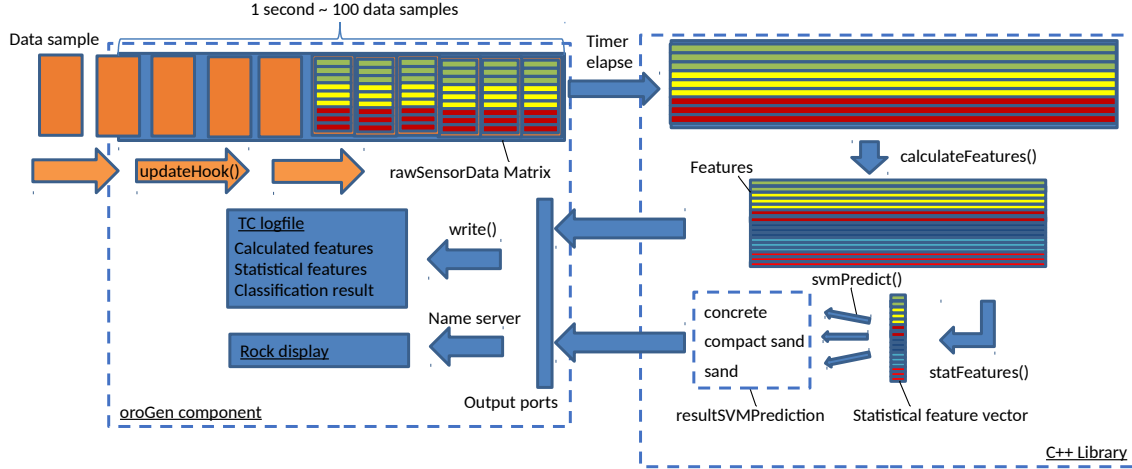 1 second ~ 100 data samples
Data sample
Timer
elapse
updateHook()
rawSensorData Matrix
calculateFeatures()
Features
TC logfile
Calculated features
Statistical features
Classification result
write()
svmPredict()
concrete
compact sand
sand
Name server
Rock display
statFeatures()
Output ports
oroGen component
resultSVMPrediction
Statistical feature vector
C++ Library